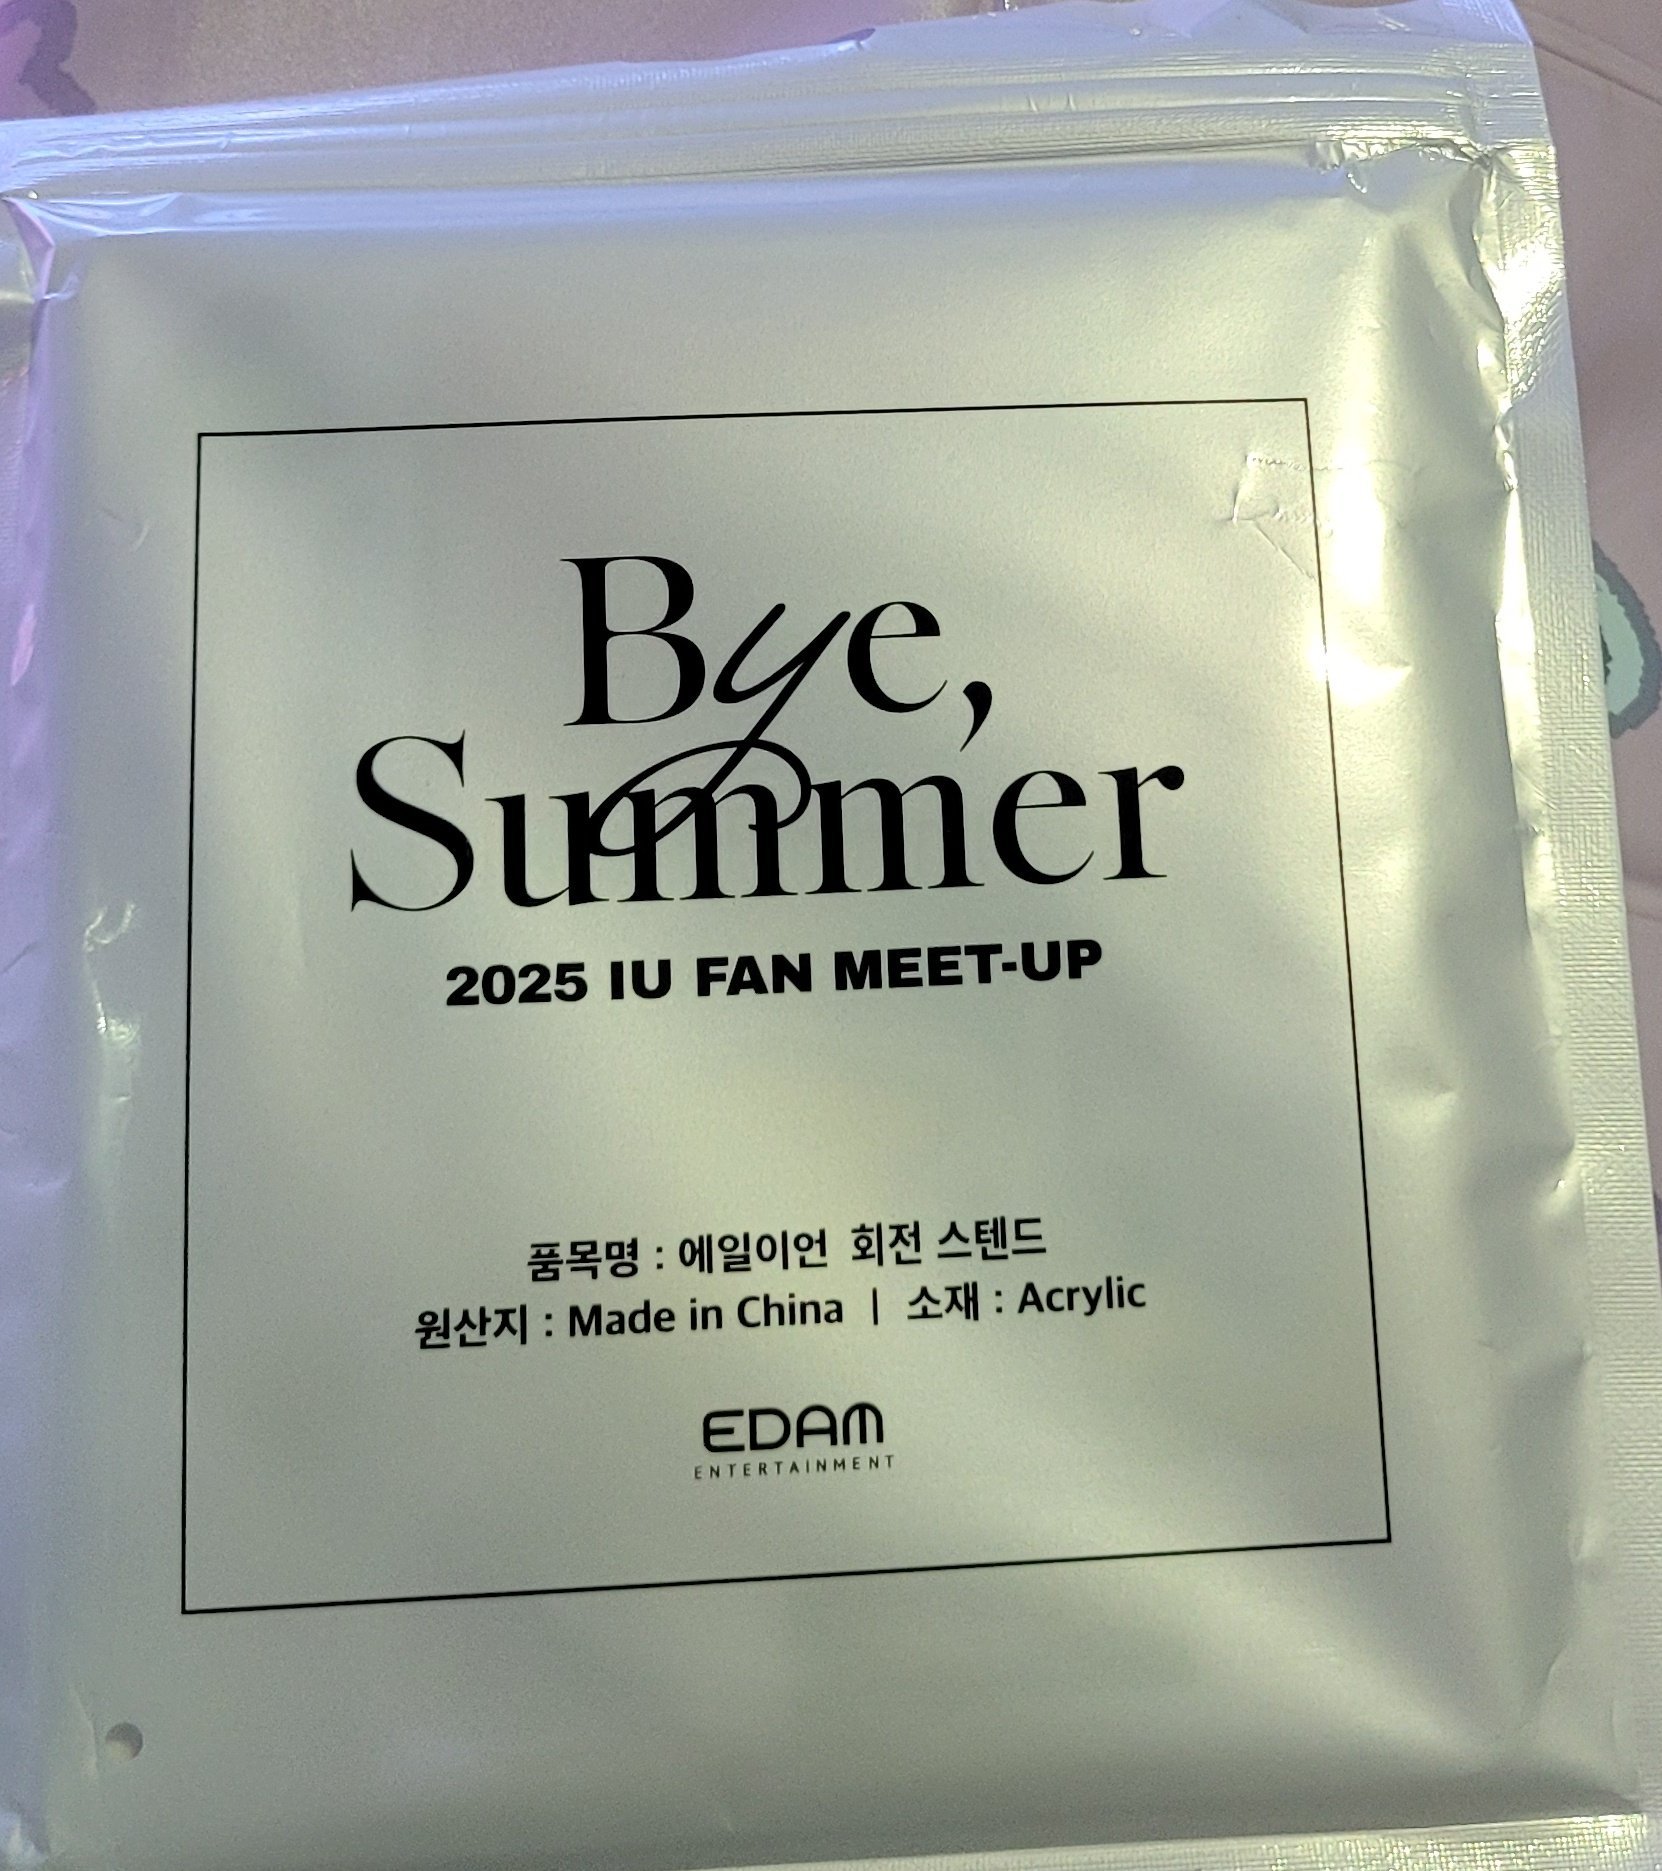 Bye,
Summer
2025 IU FAN MEET-UP
품목명 : 에일이언 회전 스텐드
원산지 : Made in China | 소재 : Acrylic
EDAM
ENTERTAINMENT